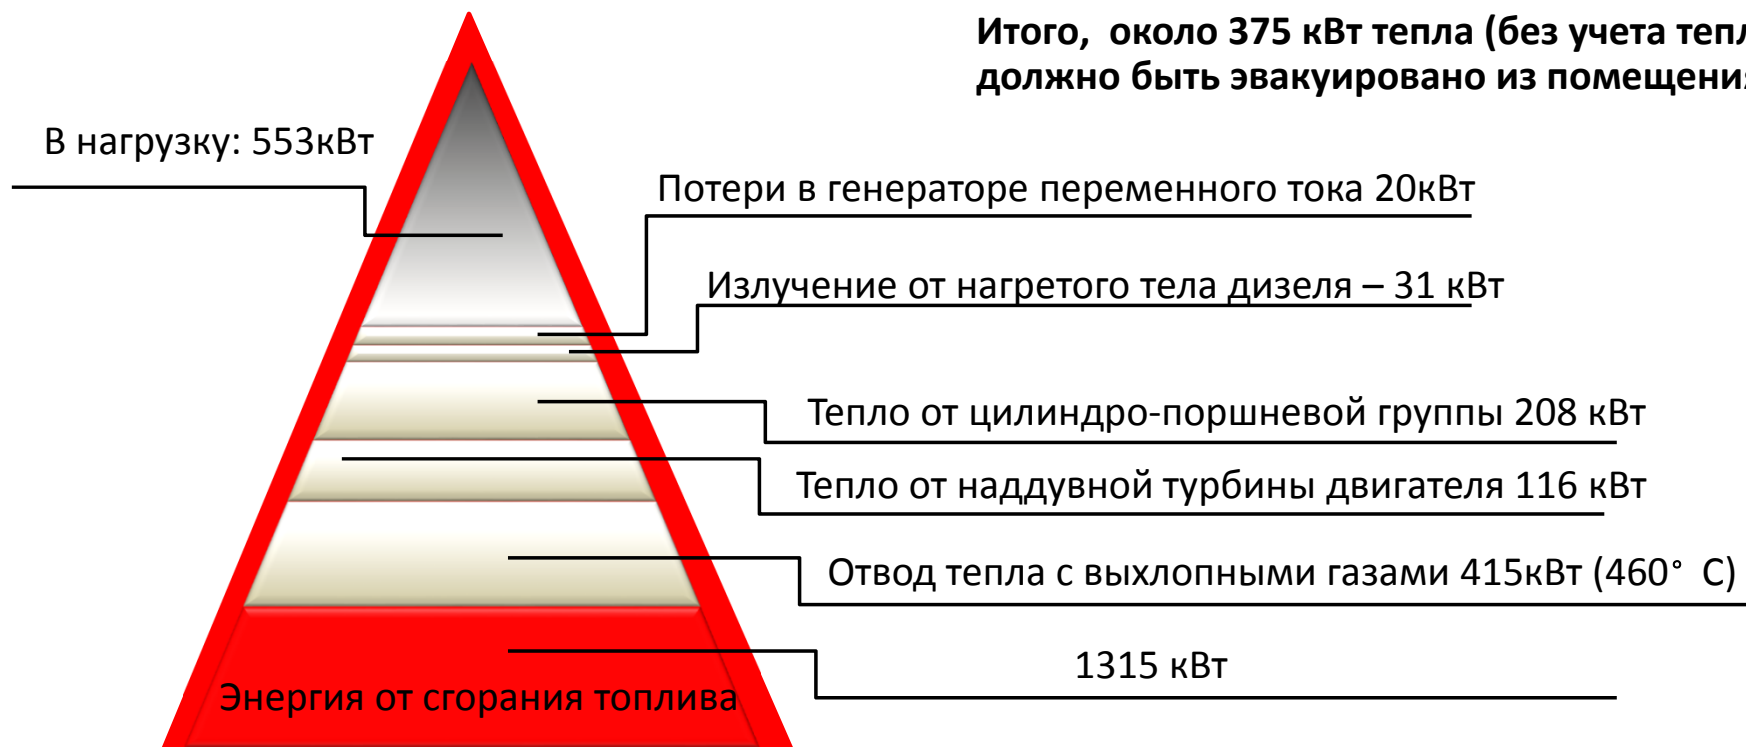 Итого, около 375 кВт тепла (без учета
должно быть эвакуировано из помещения
В нагрузку: 553кВт
Потери в генераторе переменного тока 20кВт
Излучение от нагретого тела дизеля – 31 кВт
Тепло от цилиндро-поршневой группы 208 кВт
Тепло от наддувной турбины двигателя 116 кВт
Отвод тепла с выхлопными газами 415кВт (460° С)
1315 кВт
Энергия от сгорания топлива